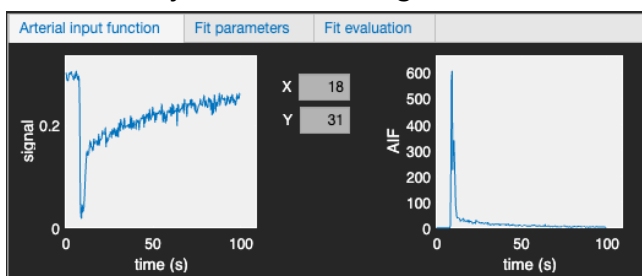 Arterial input function Fit parameters Fit evaluation
signal
0.2
0
0 50 100
time (s)
X 18
Y 31
AIF
600
500
400
300
200
100
0
0 50 100
time (s)